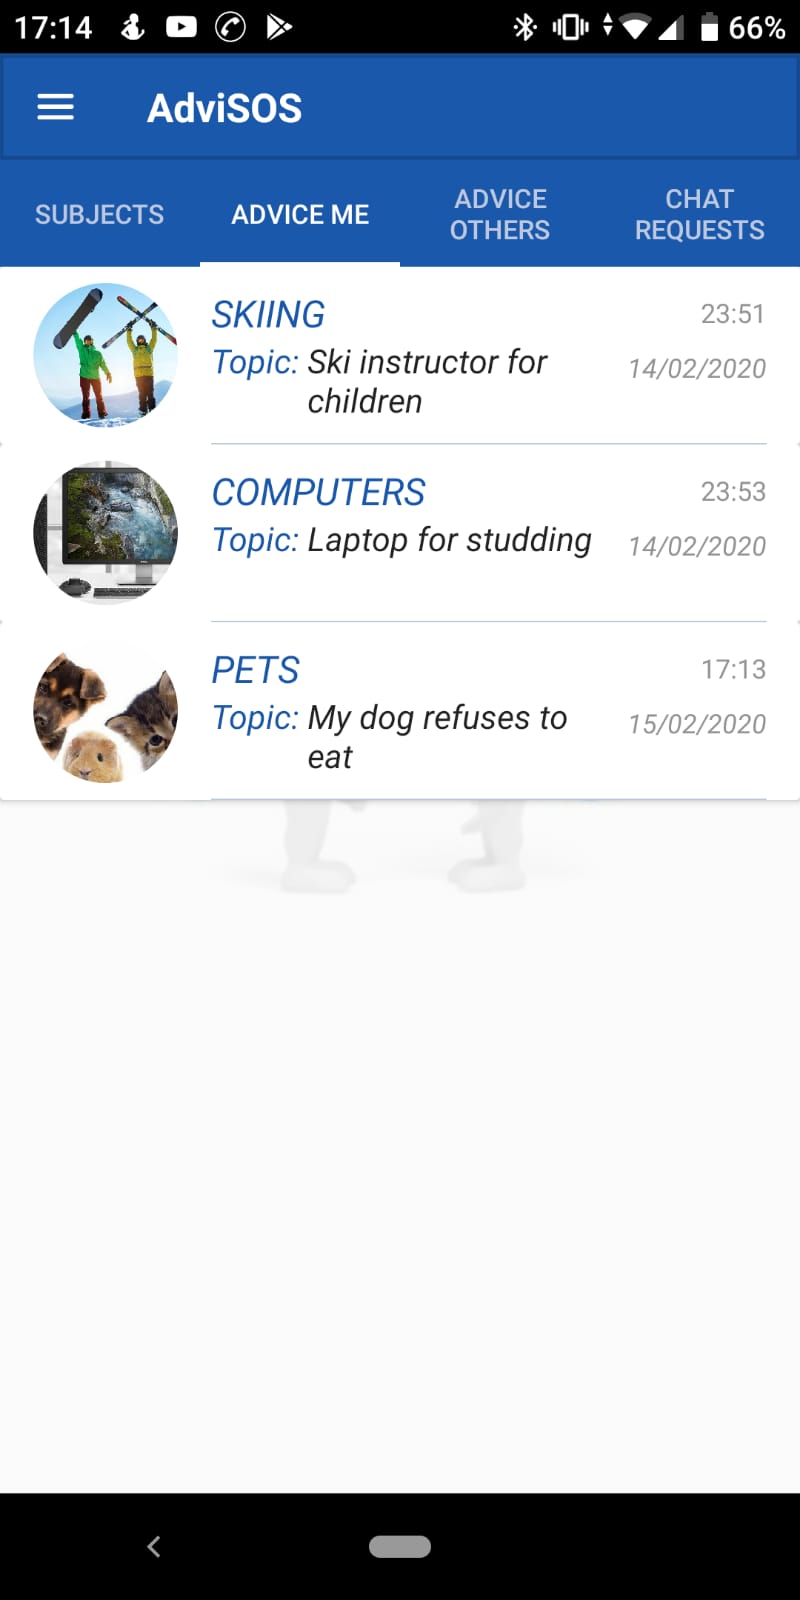 17:14 66%
AdviSOS
SUBJECTS
ADVICE ME
ADVICE
OTHERS
CHAT
REQUESTS
SKIING 23:51
Topic: Ski instructor for 14/02/2020
children
COMPUTERS 23:53
Topic: Laptop for studding 14/02/2020
PETS 17:13
Topic: My dog refuses to 15/02/2020
eat